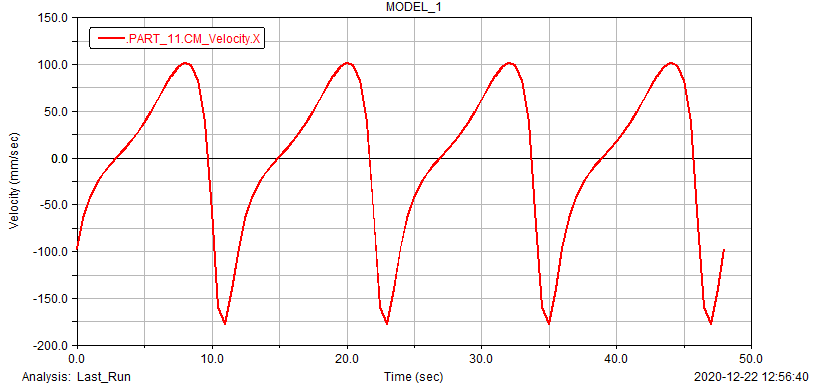 MODEL_1
150.0
.PART_11.CM_Velocity.X
100.0
50.0
0.0
-50.0
-100.0
-150.0
-200.0
Velocity (mm/sec)
0.0 10.0 20.0 30.0 40.0 50.0
Analysis: Last_Run Time (sec) 2020-12-22 12:56:40